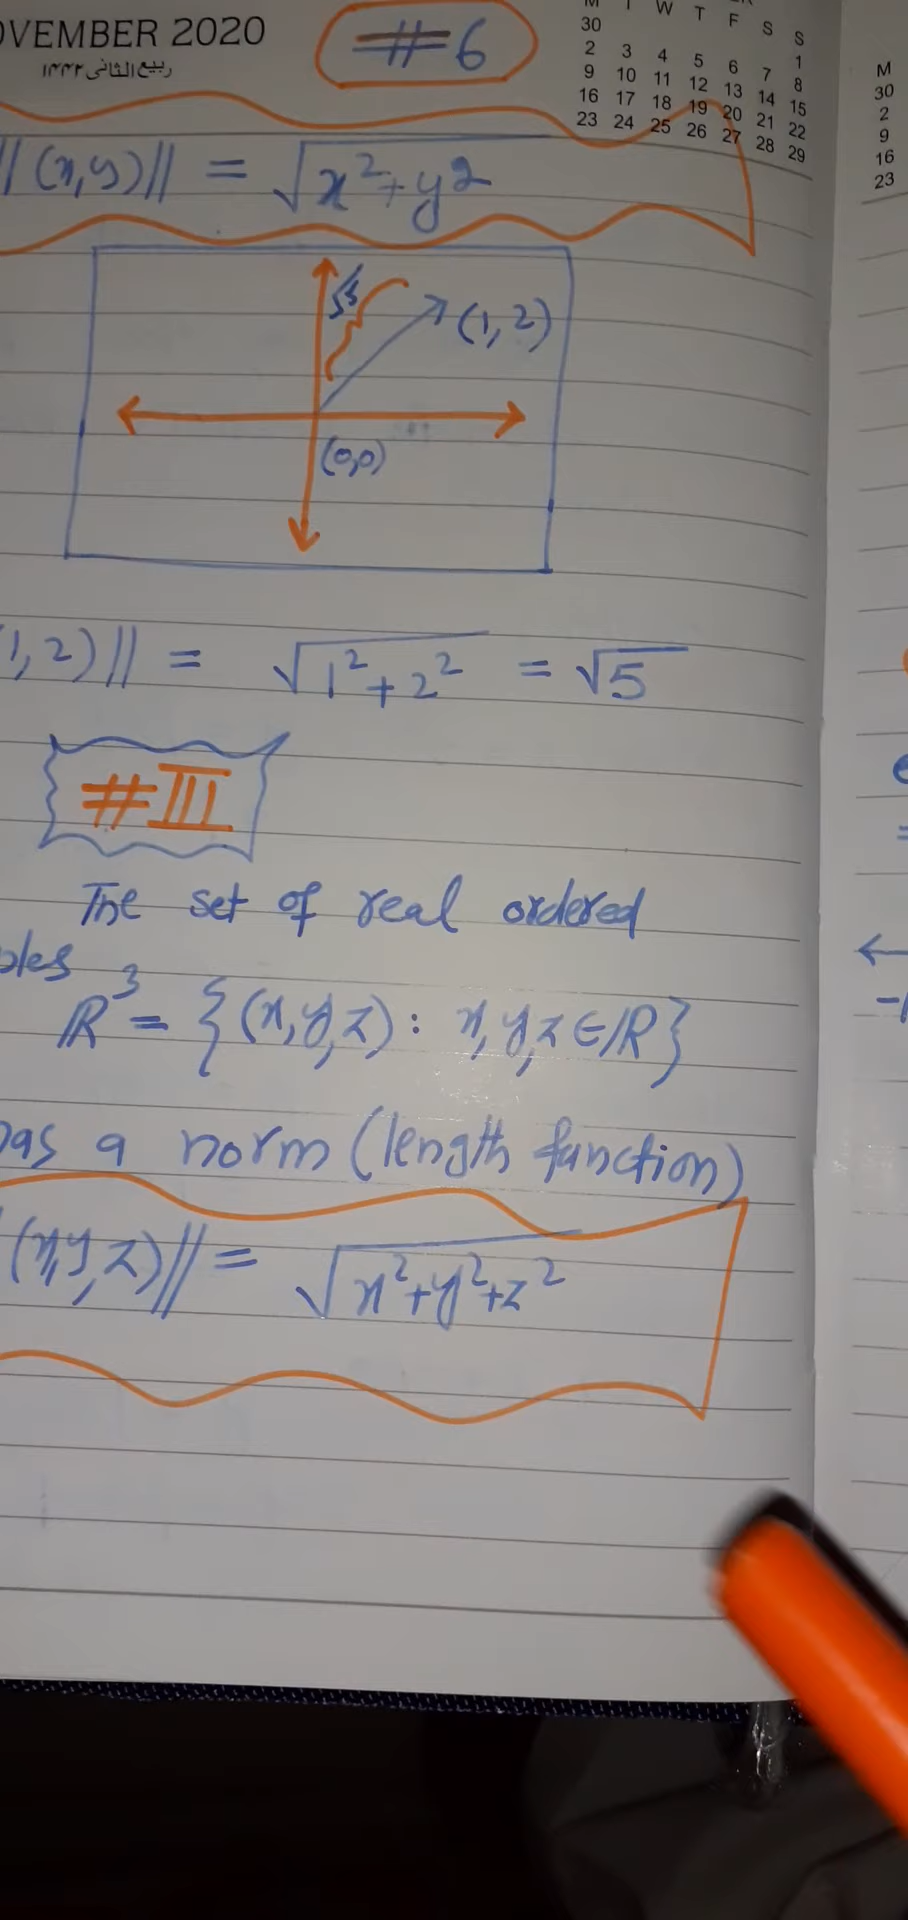 OVEMBER 2020
ربيع الثاني ١٤٤٢
#6
M T W T F S S
30 1
2 3 4 5 6 7 8
9 10 11 12 13 14 15
16 17 18 19 20 21 22
23 24 25 26 27 28 29
M
30
2
9
16
23
||(x,y)|| = √x²+y²
√5
(1,2)
(0,0)
1,2)|| = √1²+2² = √5
#III
The set of real ordered
ples
ℝ³ = {(x,y,z): x,y,z ∈ ℝ}
has a norm (length function)
(x,y,z)|| = √x²+y²+z²